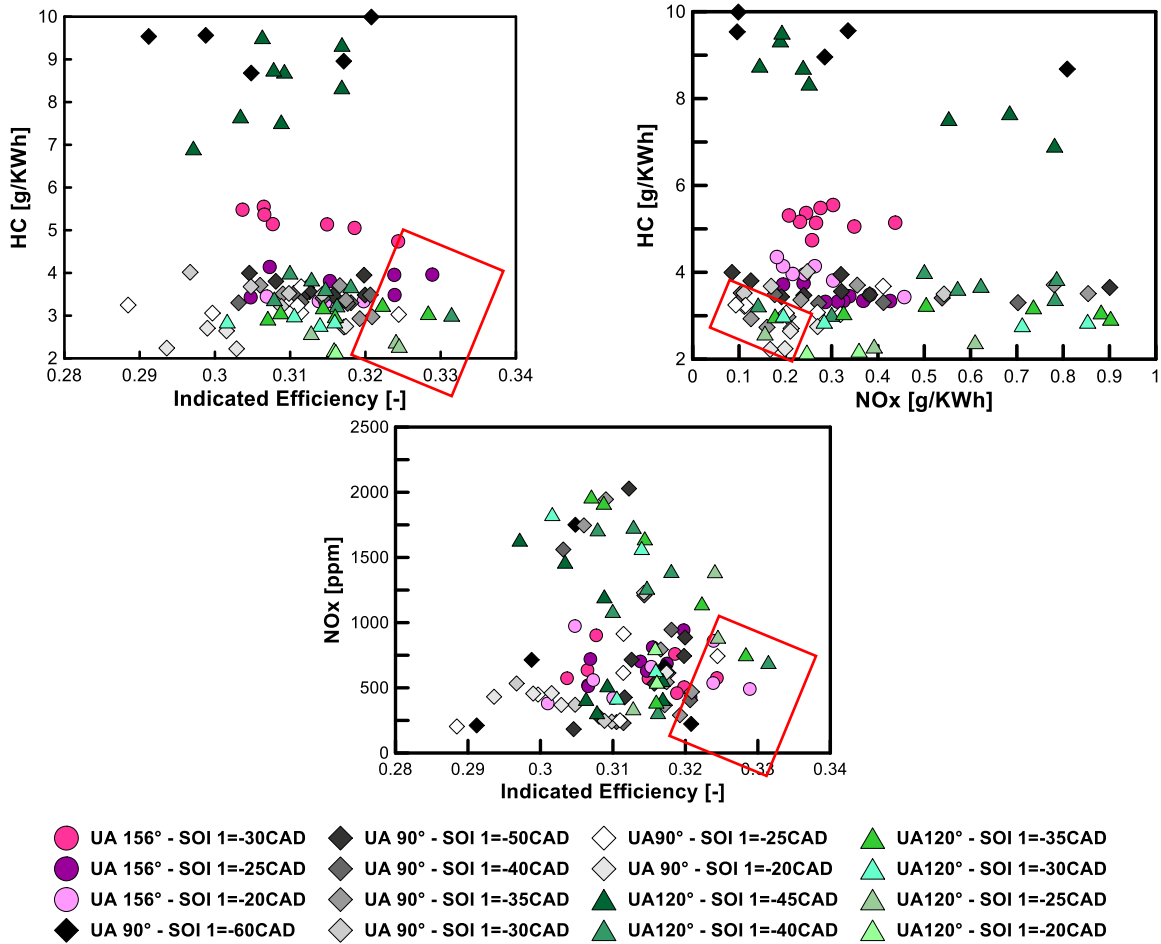 10
9
8
7
6
5
4
3
2
HC [g/KWh]
0.28 0.29 0.3 0.31 0.32 0.33 0.34
Indicated Efficiency [-]
10
8
6
4
2
HC [g/KWh]
0 0.1 0.2 0.3 0.4 0.5 0.6 0.7 0.8 0.9 1
NOx [g/KWh]
2500
2000
1500
1000
500
0
NOx [ppm]
0.28 0.29 0.3 0.31 0.32 0.33 0.34
Indicated Efficiency [-]
UA 156° - SOI 1=-30CAD UA 90° - SOI 1=-50CAD UA90° - SOI 1=-25CAD UA120° - SOI 1=-35CAD
UA 156° - SOI 1=-25CAD UA 90° - SOI 1=-40CAD UA 90° - SOI 1=-20CAD UA120° - SOI 1=-30CAD
UA 156° - SOI 1=-20CAD UA 90° - SOI 1=-35CAD UA120° - SOI 1=-45CAD UA120° - SOI 1=-25CAD
UA 90° - SOI 1=-60CAD UA 90° - SOI 1=-30CAD UA120° - SOI 1=-40CAD UA120° - SOI 1=-20CAD